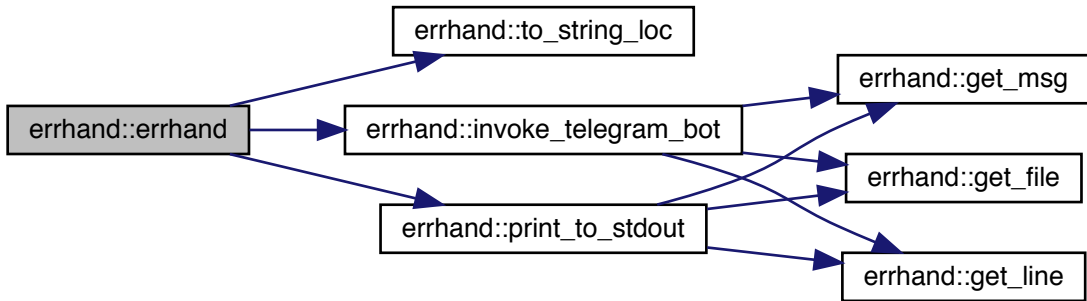 errhand::errhand
errhand::to_string_loc
errhand::invoke_telegram_bot
errhand::print_to_stdout
errhand::get_msg
errhand::get_file
errhand::get_line